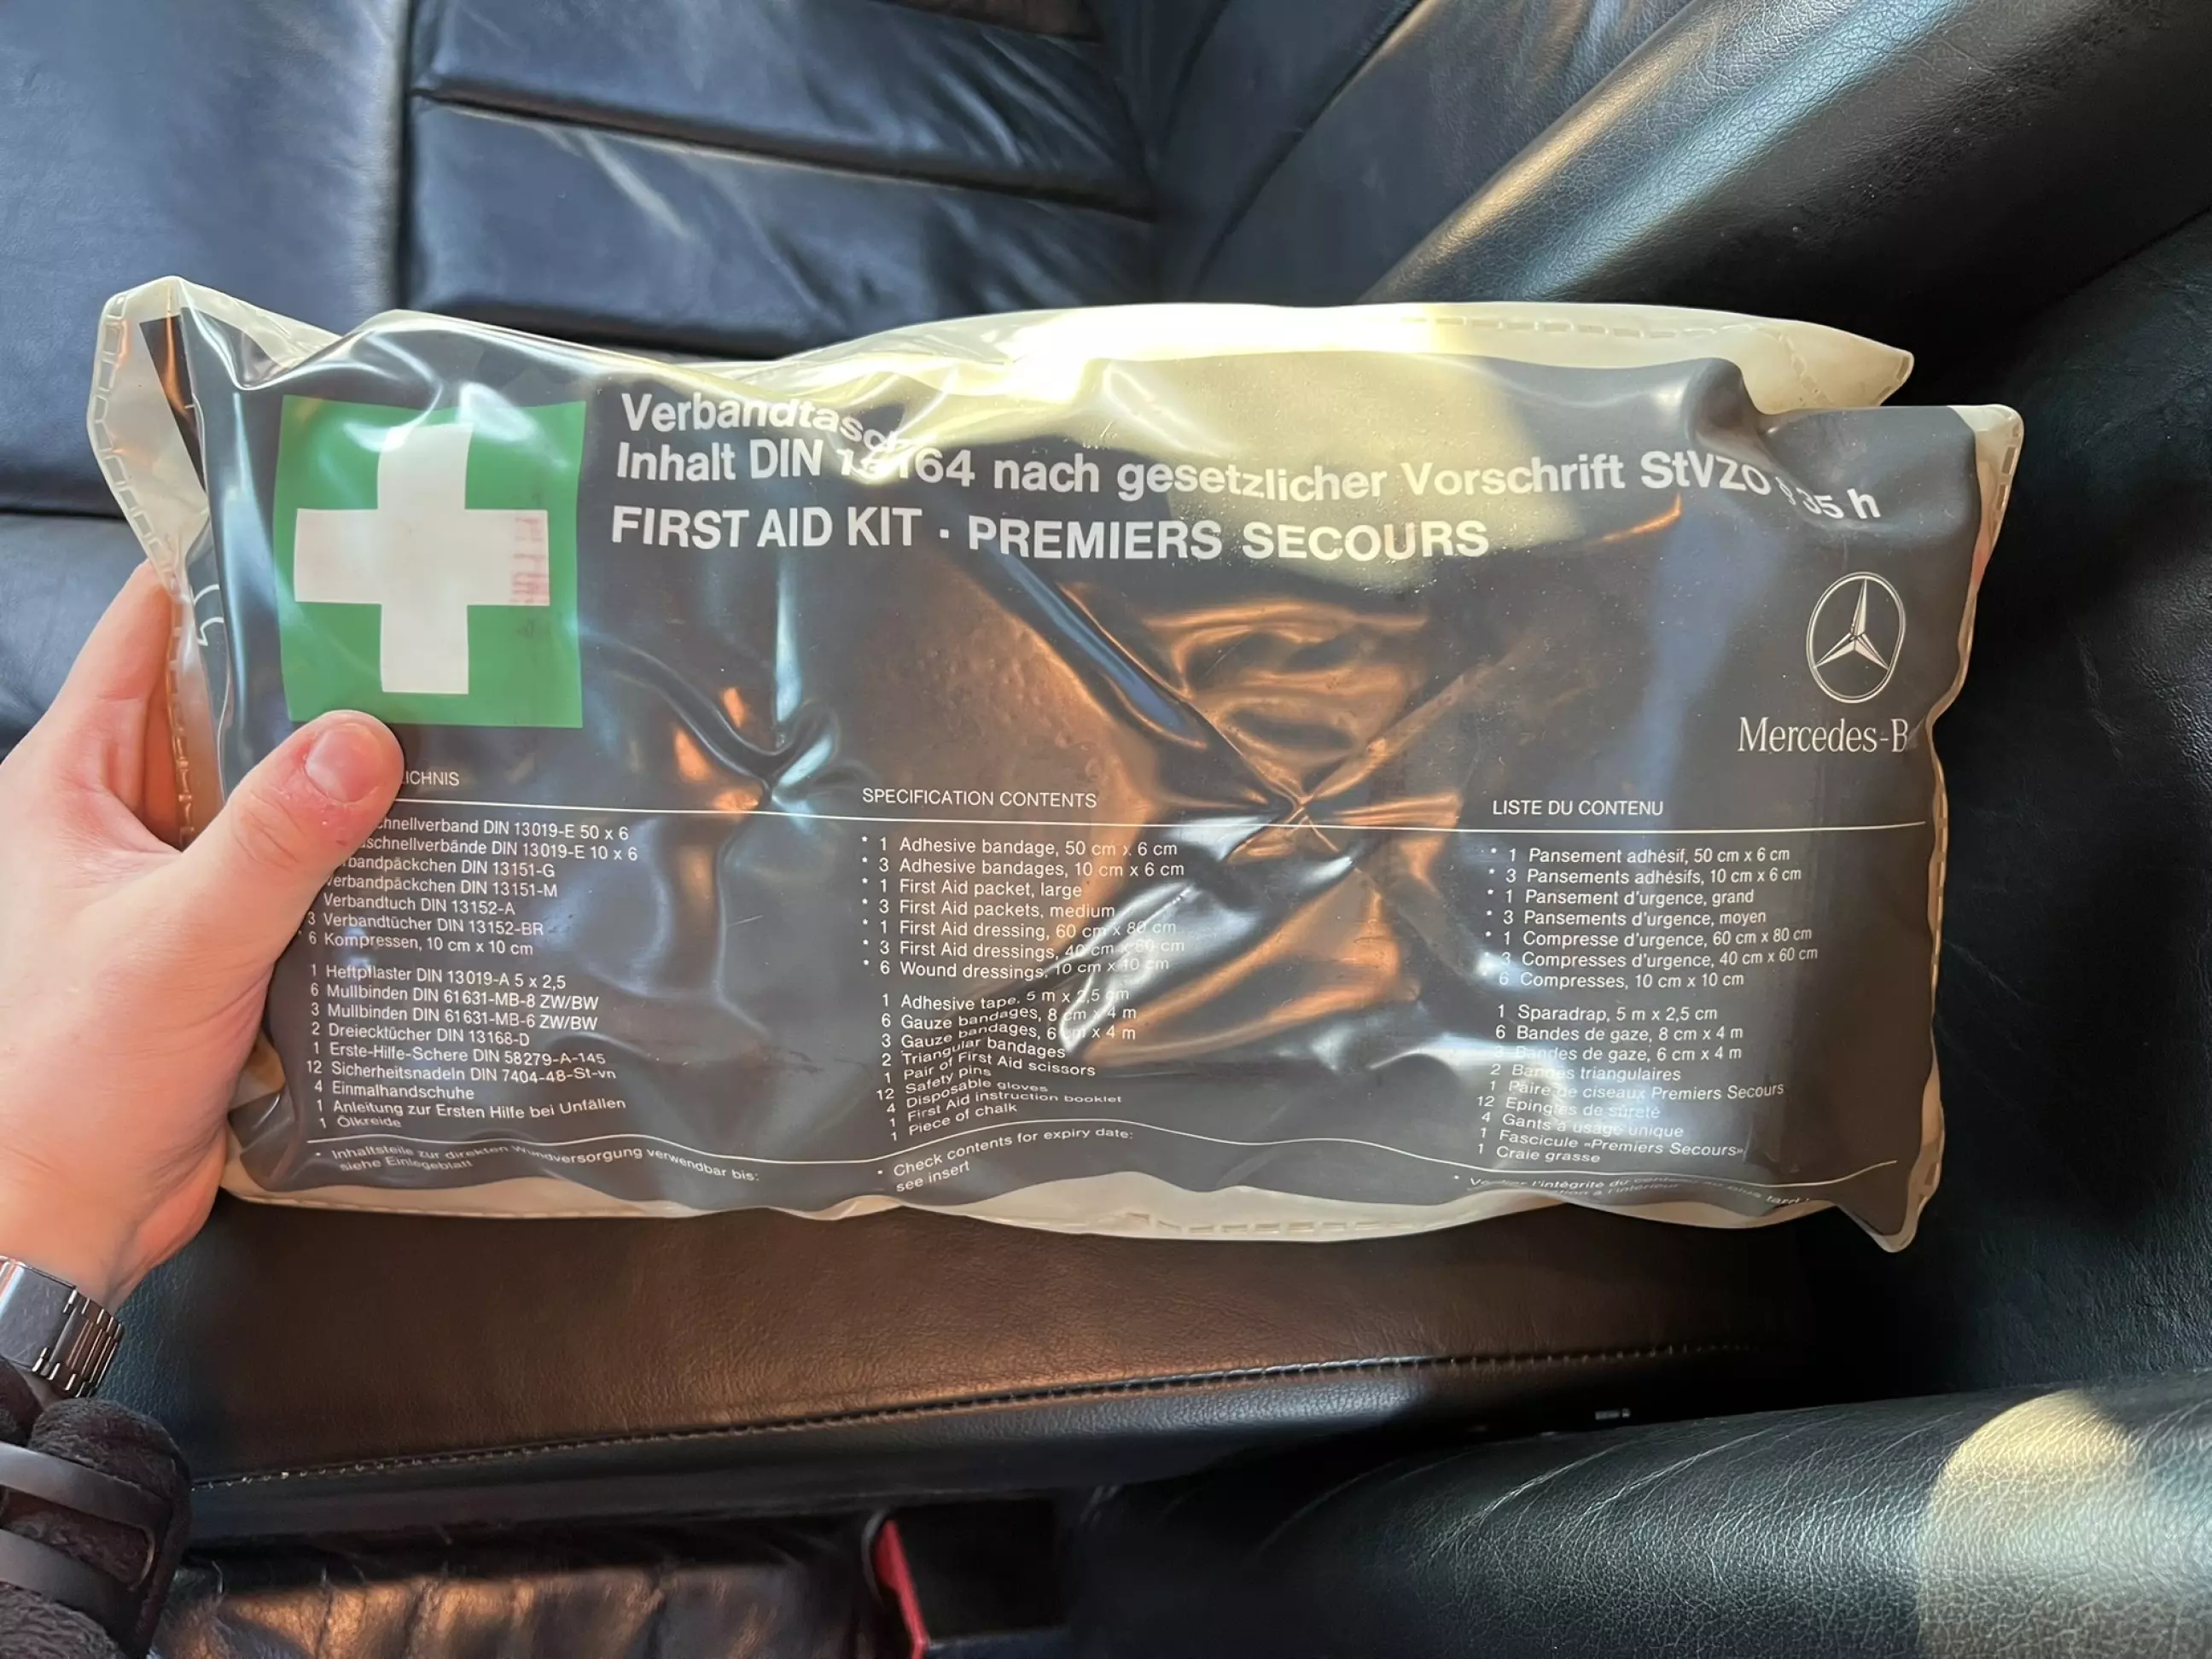 Verbandtasche
Inhalt DIN 13164 nach gesetzlicher Vorschrift StVZO § 35 h
FIRST AID KIT · PREMIERS SECOURS
Mercedes-B
ICHNIS
chnellverband DIN 13019-E 50 x 6
schnellverbände DIN 13019-E 10 x 6
rbandpäckchen DIN 13151-G
Verbandpäckchen DIN 13151-M
Verbandtuch DIN 13152-A
3 Verbandtücher DIN 13152-BR
* 6 Kompressen, 10 cm x 10 cm
1 Heftpflaster DIN 13019-A 5 x 2,5
6 Mullbinden DIN 61631-MB-8 ZW/BW
3 Mullbinden DIN 61631-MB-6 ZW/BW
2 Dreiecktücher DIN 13168-D
1 Erste-Hilfe-Schere DIN 58279-A-145
12 Sicherheitsnadeln DIN 7404-48-St-vn
4 Einmalhandschuhe
1 Anleitung zur Ersten Hilfe bei Unfällen
1 Ölkreide
* Inhaltsteile zur direkten Wundversorgung verwendbar bis:
siehe Einlegeblatt
SPECIFICATION CONTENTS
* 1 Adhesive bandage, 50 cm x 6 cm
* 3 Adhesive bandages, 10 cm x 6 cm
* 1 First Aid packet, large
* 3 First Aid packets, medium
* 1 First Aid dressing, 60 cm x 80 cm
* 3 First Aid dressings, 40 cm x 60 cm
* 6 Wound dressings, 10 cm x 10 cm
1 Adhesive tape, 5 m x 2,5 cm
6 Gauze bandages, 8 cm x 4 m
3 Gauze bandages, 6 cm x 4 m
2 Triangular bandages
1 Pair of First Aid scissors
12 Safety pins
4 Disposable gloves
1 First Aid instruction booklet
1 Piece of chalk
* Check contents for expiry date:
see insert
LISTE DU CONTENU
* 1 Pansement adhésif, 50 cm x 6 cm
* 3 Pansements adhésifs, 10 cm x 6 cm
* 1 Pansement d'urgence, grand
* 3 Pansements d'urgence, moyen
* 1 Compresse d'urgence, 60 cm x 80 cm
* 3 Compresses d'urgence, 40 cm x 60 cm
* 6 Compresses, 10 cm x 10 cm
1 Sparadrap, 5 m x 2,5 cm
6 Bandes de gaze, 8 cm x 4 m
3 Bandes de gaze, 6 cm x 4 m
2 Bandes triangulaires
1 Paire de ciseaux Premiers Secours
12 Epingles de sûreté
4 Gants à usage unique
1 Fascicule «Premiers Secours»
1 Craie grasse
* l'intégrité du contenu au plus tard
à l'intérieur